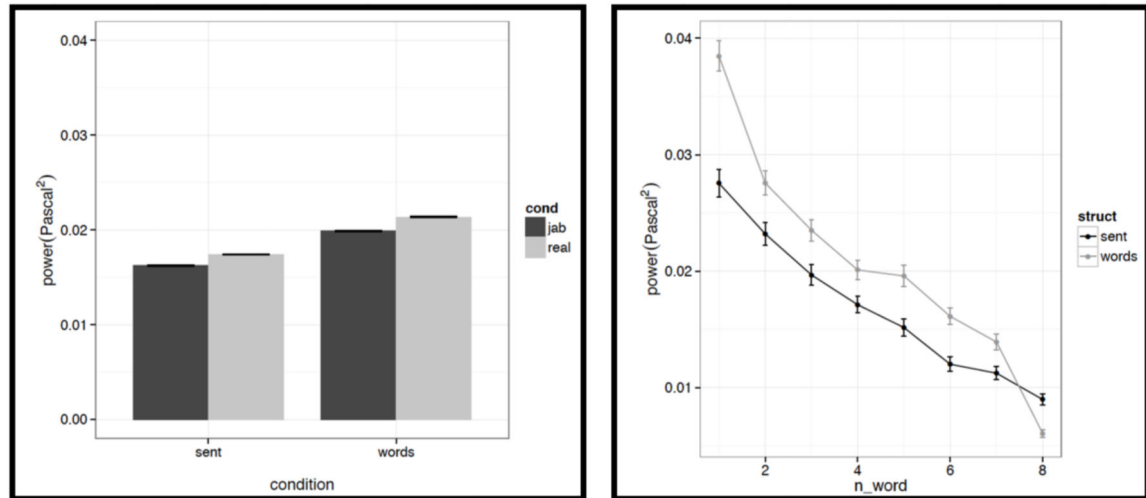 0.04
0.03
0.02
0.01
0.00
power(Pascal²)
sent words
condition
cond
jab
real
0.04
0.03
0.02
0.01
power(Pascal²)
2 4 6 8
n_word
struct
sent
words